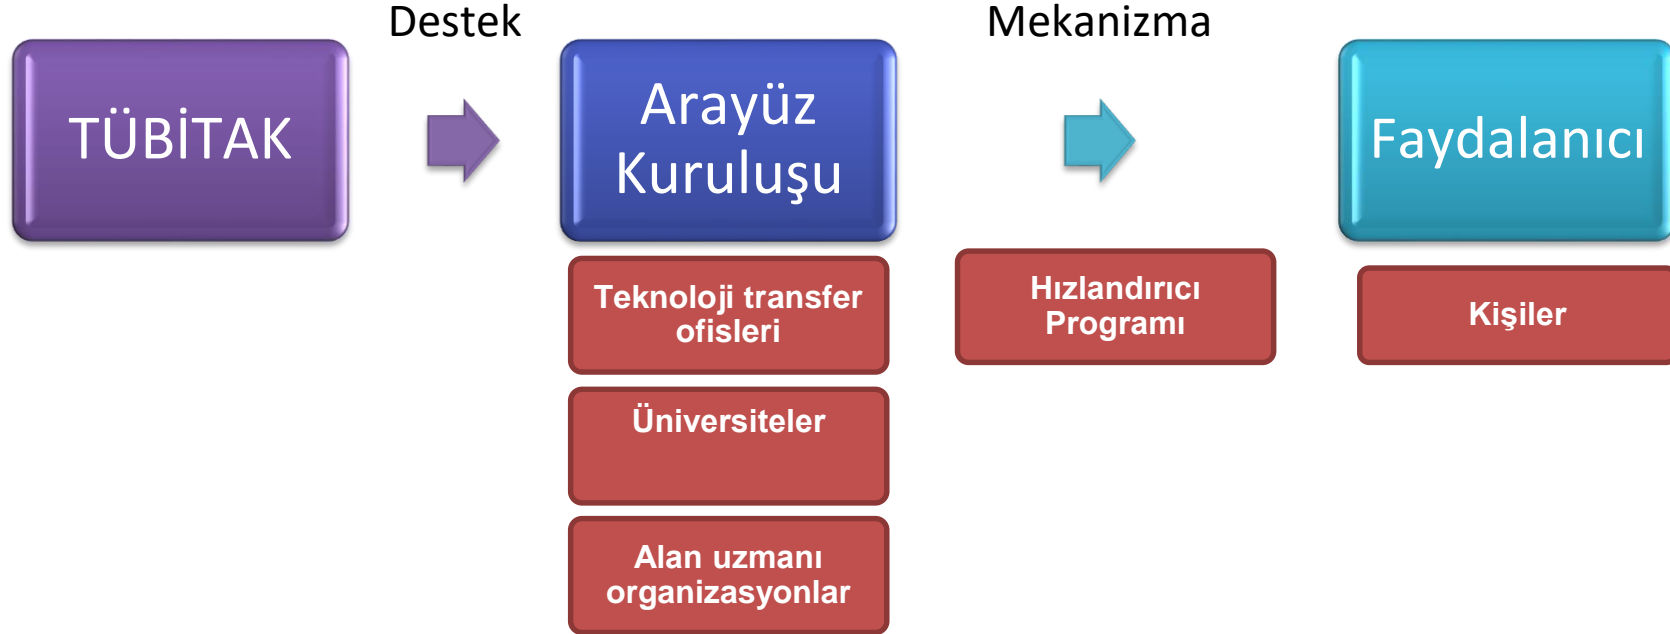 Destek
Mekanizma
TÜBİTAK
Arayüz
Kuruluşu
Faydalanıcı
Teknoloji transfer
ofisleri
Üniversiteler
Alan uzmanı
organizasyonlar
Hızlandırıcı
Programı
Kişiler